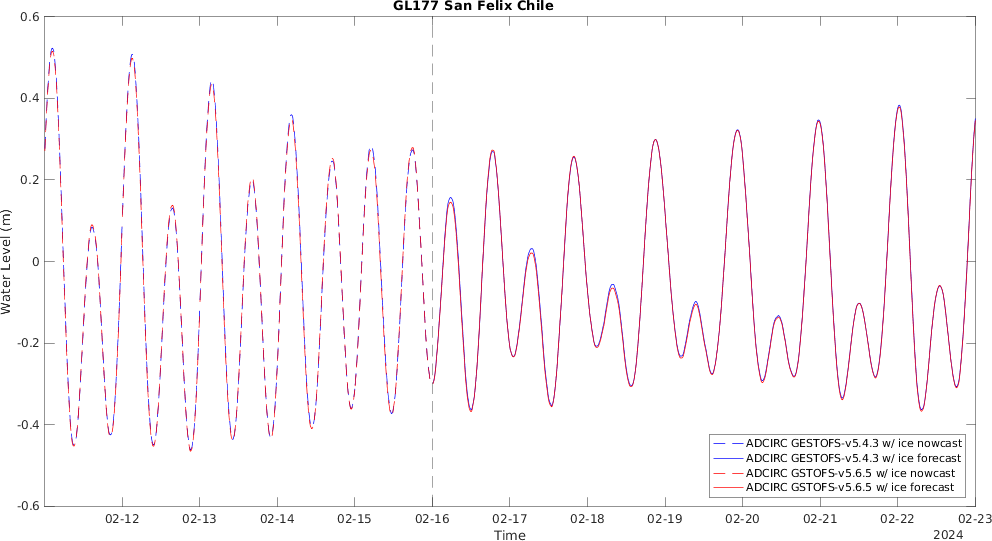 GL177 San Felix Chile
0.6
0.4
0.2
0
-0.2
-0.4
-0.6
Water Level (m)
ADCIRC GESTOFS-v5.4.3 w/ ice nowcast
ADCIRC GESTOFS-v5.4.3 w/ ice forecast
ADCIRC GSTOFS-v5.6.5 w/ ice nowcast
ADCIRC GSTOFS-v5.6.5 w/ ice forecast
02-12 02-13 02-14 02-15 02-16 02-17 02-18 02-19 02-20 02-21 02-22 02-23
Time
2024